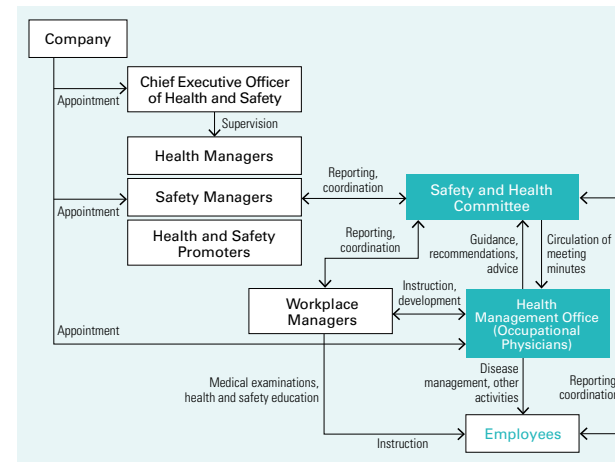 Company
Chief Executive Officer
of Health and Safety
Appointment
Supervision
Health Managers
Reporting,
coordination
Safety Managers
Safety and Health
Committee
Appointment
Health and Safety
Promoters
Reporting,
coordination
Guidance,
recommendations,
advice
Circulation of
meeting
minutes
Instruction,
development
Workplace
Managers
Health
Management Office
(Occupational
Physicians)
Appointment
Disease
management, other
activities
Medical examinations,
health and safety education
Reporting
coordination
Employees
Instruction